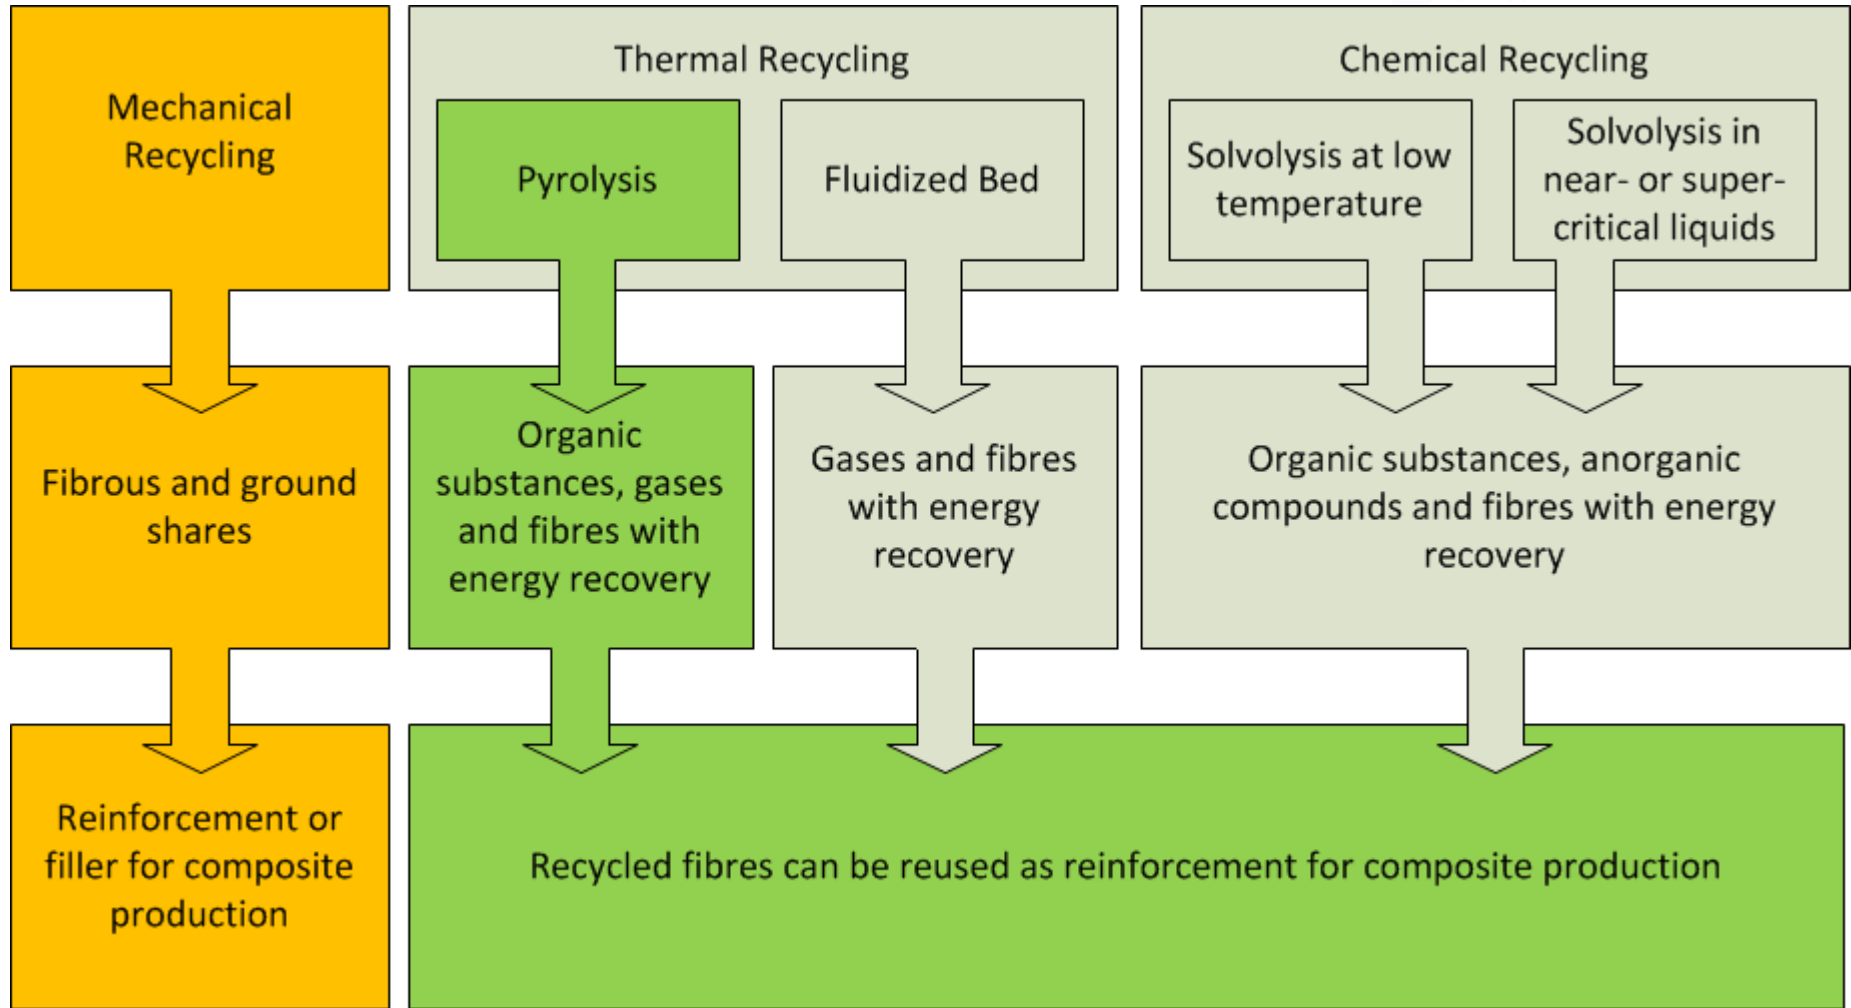 Mechanical
Recycling
Thermal Recycling
Pyrolysis
Fluidized Bed
Chemical Recycling
Solvolysis at low
temperature
Solvolysis in
near- or super-
critical liquids
Fibrous and ground
shares
Organic
substances, gases
and fibres with
energy recovery
Gases and fibres
with energy
recovery
Organic substances, anorganic
compounds and fibres with energy
recovery
Reinforcement or
filler for composite
production
Recycled fibres can be reused as reinforcement for composite production